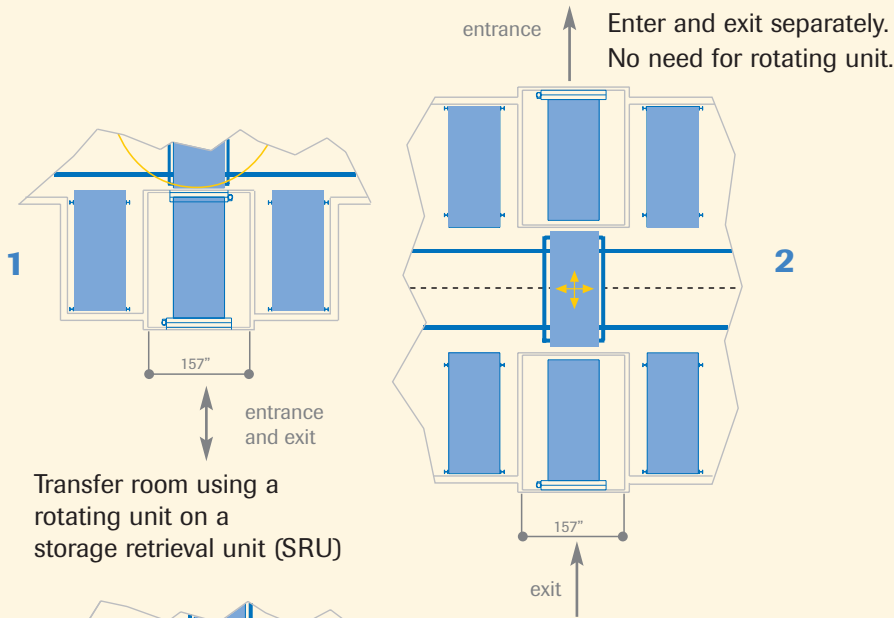 entrance
Enter and exit separately.
No need for rotating unit.
1
2
157”
entrance
and exit
Transfer room using a
rotating unit on a
storage retrieval unit (SRU)
157”
exit